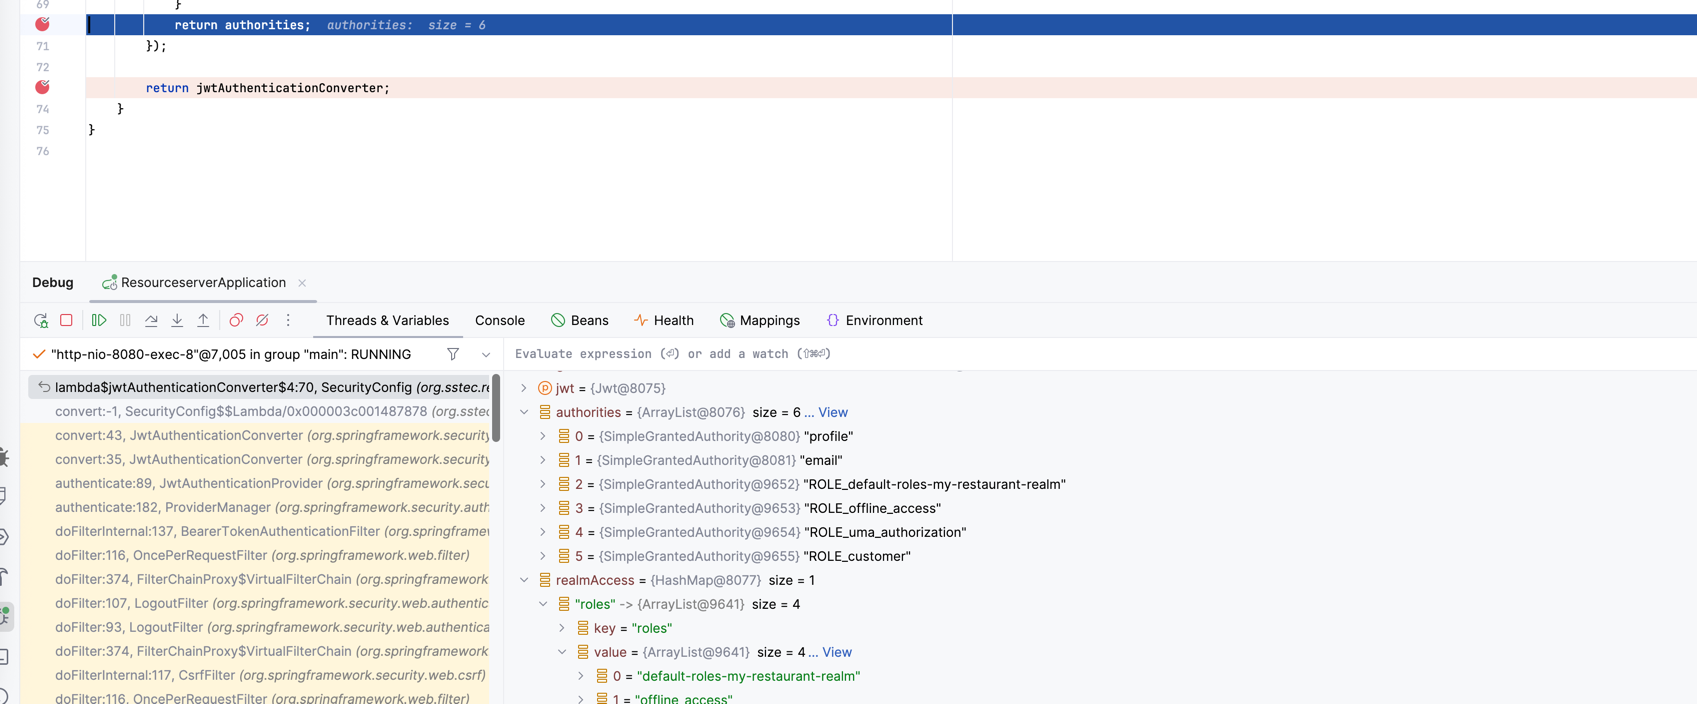 69 }
return authorities; authorities: size = 6
71 });
72
return jwtAuthenticationConverter;
74 }
75 }
76
Debug ResourceserverApplication
Threads & Variables Console Beans Health Mappings Environment
"http-nio-8080-exec-8"@7,005 in group "main": RUNNING
Evaluate expression (⏎) or add a watch (⇧⌘⏎)
lambda$jwtAuthenticationConverter$4:70, SecurityConfig (org.sstec.re
convert:-1, SecurityConfig$$Lambda/0x000003c001487878 (org.sstec
convert:43, JwtAuthenticationConverter (org.springframework.security
convert:35, JwtAuthenticationConverter (org.springframework.security
authenticate:89, JwtAuthenticationProvider (org.springframework.secu
authenticate:182, ProviderManager (org.springframework.security.auth
doFilterInternal:137, BearerTokenAuthenticationFilter (org.springframew
doFilter:116, OncePerRequestFilter (org.springframework.web.filter)
doFilter:374, FilterChainProxy$VirtualFilterChain (org.springframework
doFilter:107, LogoutFilter (org.springframework.security.web.authentic
doFilter:93, LogoutFilter (org.springframework.security.web.authentica
doFilter:374, FilterChainProxy$VirtualFilterChain (org.springframework
doFilterInternal:117, CsrfFilter (org.springframework.security.web.csrf)
doFilter:116, OncePerRequestFilter (org.springframework.web.filter)
jwt = {Jwt@8075}
authorities = {ArrayList@8076} size = 6 ... View
0 = {SimpleGrantedAuthority@8080} "profile"
1 = {SimpleGrantedAuthority@8081} "email"
2 = {SimpleGrantedAuthority@9652} "ROLE_default-roles-my-restaurant-realm"
3 = {SimpleGrantedAuthority@9653} "ROLE_offline_access"
4 = {SimpleGrantedAuthority@9654} "ROLE_uma_authorization"
5 = {SimpleGrantedAuthority@9655} "ROLE_customer"
realmAccess = {HashMap@8077} size = 1
"roles" -> {ArrayList@9641} size = 4
key = "roles"
value = {ArrayList@9641} size = 4 ... View
0 = "default-roles-my-restaurant-realm"
1 = "offline_access"